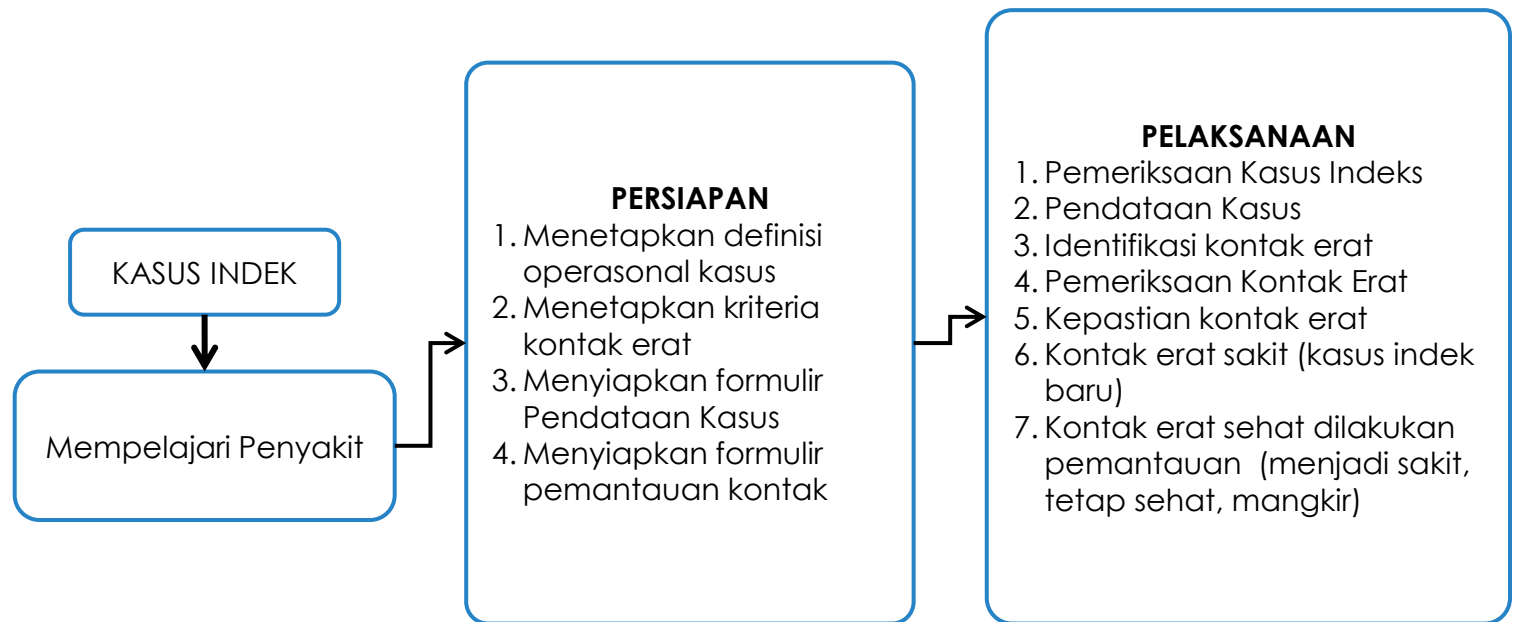 KASUS INDEK
Mempelajari Penyakit
PERSIAPAN
1. Menetapkan definisi
operasonal kasus
2. Menetapkan kriteria
kontak erat
3. Menyiapkan formulir
Pendataan Kasus
4. Menyiapkan formulir
pemantauan kontak
PELAKSANAAN
1. Pemeriksaan Kasus Indeks
2. Pendataan Kasus
3. Identifikasi kontak erat
4. Pemeriksaan Kontak Erat
5. Kepastian kontak erat
6. Kontak erat sakit (kasus indek
baru)
7. Kontak erat sehat dilakukan
pemantauan (menjadi sakit,
tetap sehat, mangkir)